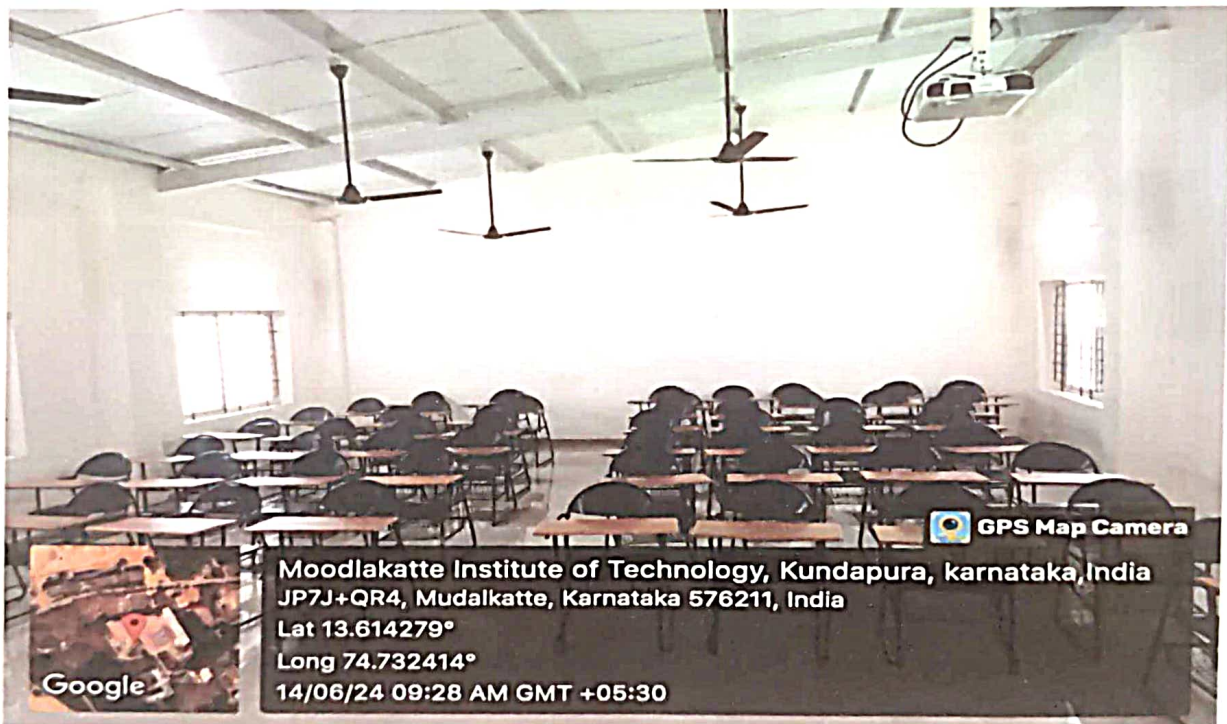 GPS Map Camera
Moodlakatte Institute of Technology, Kundapura, karnataka,India
JP7J+QR4, Mudalkatte, Karnataka 576211, India
Lat 13.614279°
Long 74.732414°
14/06/24 09:28 AM GMT +05:30
Google